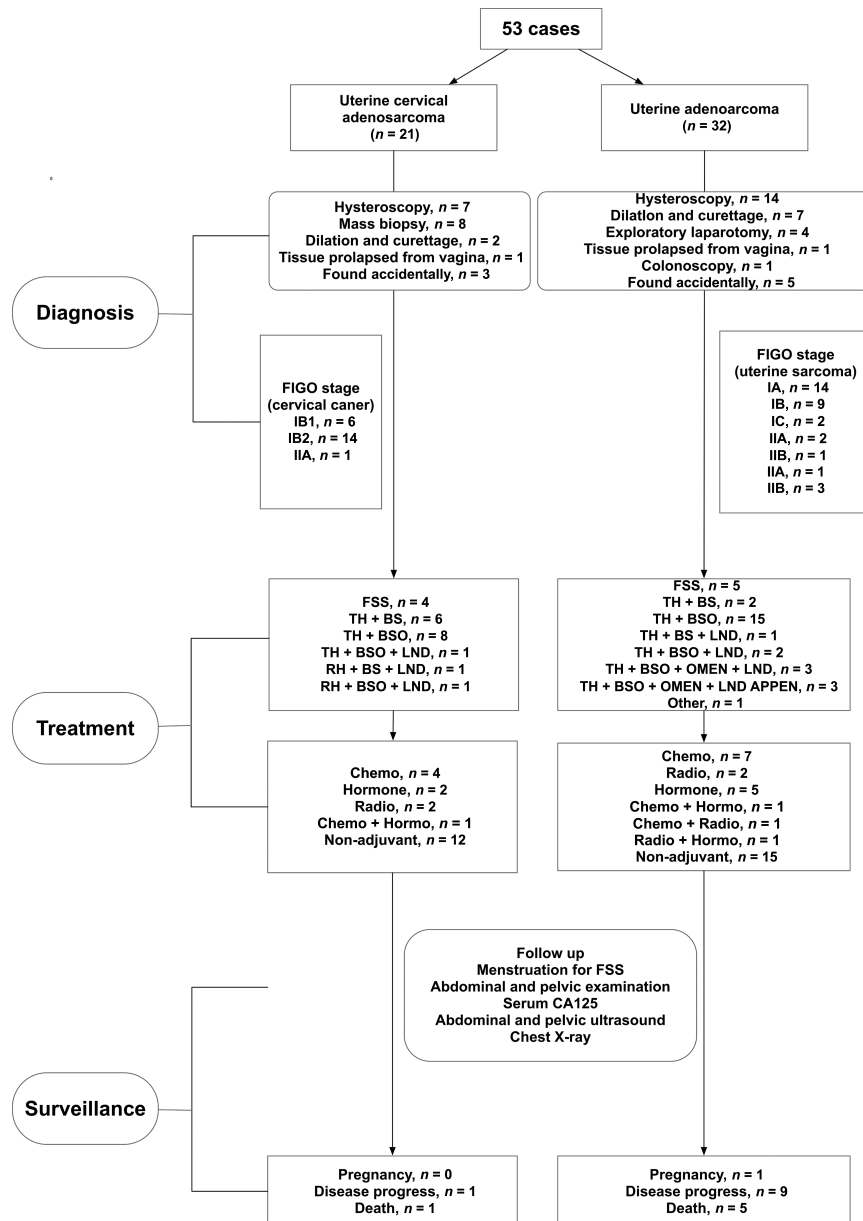 53 cases
Uterine cervical
adenosarcoma
(n = 21)
Uterine adenoarcoma
(n = 32)
Hysteroscopy, n = 7
Mass biopsy, n = 8
Dilation and curettage, n = 2
Tissue prolapsed from vagina, n = 1
Found accidentally, n = 3
Hysteroscopy, n = 14
Dilation and curettage, n = 7
Exploratory laparotomy, n = 4
Tissue prolapsed from vagina, n = 1
Colonoscopy, n = 1
Found accidentally, n = 5
Diagnosis
FIGO stage
(cervical caner)
IB1, n = 6
IB2, n = 14
IIA, n = 1
FIGO stage
(uterine sarcoma)
IA, n = 14
IB, n = 9
IC, n = 2
IIA, n = 2
IIB, n = 1
IIA, n = 1
IIB, n = 3
FSS, n = 4
TH + BS, n = 6
TH + BSO, n = 8
TH + BSO + LND, n = 1
RH + BS + LND, n = 1
RH + BSO + LND, n = 1
FSS, n = 5
TH + BS, n = 2
TH + BSO, n = 15
TH + BS + LND, n = 1
TH + BSO + LND, n = 2
TH + BSO + OMEN + LND, n = 3
TH + BSO + OMEN + LND APPEN, n = 3
Other, n = 1
Treatment
Chemo, n = 4
Hormone, n = 2
Radio, n = 2
Chemo + Hormo, n = 1
Non-adjuvant, n = 12
Chemo, n = 7
Radio, n = 2
Hormone, n = 5
Chemo + Hormo, n = 1
Chemo + Radio, n = 1
Radio + Hormo, n = 1
Non-adjuvant, n = 15
Follow up
Menstruation for FSS
Abdominal and pelvic examination
Serum CA125
Abdominal and pelvic ultrasound
Chest X-ray
Surveillance
Pregnancy, n = 0
Disease progress, n = 1
Death, n = 1
Pregnancy, n = 1
Disease progress, n = 9
Death, n = 5